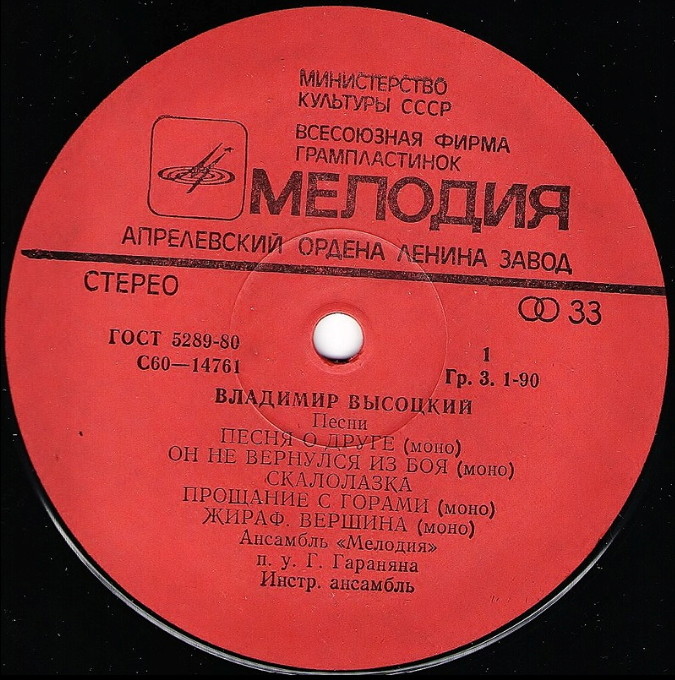 МИНИСТЕРСТВО
КУЛЬТУРЫ СССР
ВСЕСОЮЗНАЯ ФИРМА
ГРАМПЛАСТИНОК
МЕЛОДИЯ
АПРЕЛЕВСКИЙ ОРДЕНА ЛЕНИНА ЗАВОД
СТЕРЕО
33
ГОСТ 5289-80
С60—14761
1
Гр. 3. 1-90
ВЛАДИМИР ВЫСОЦКИЙ
Песни
ПЕСНЯ О ДРУГЕ (моно)
ОН НЕ ВЕРНУЛСЯ ИЗ БОЯ (моно)
СКАЛОЛАЗКА
ПРОЩАНИЕ С ГОРАМИ (моно)
ЖИРАФ. ВЕРШИНА (моно)
Ансамбль «Мелодия»
п. у. Г. Гараняна
Инстр. ансамбль